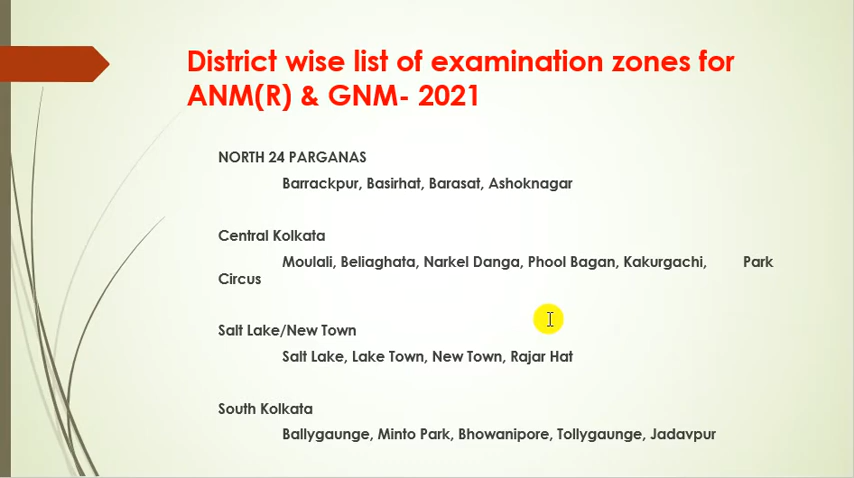 District wise list of examination zones for
ANM(R) & GNM- 2021
NORTH 24 PARGANAS
Barrackpur, Basirhat, Barasat, Ashoknagar
Central Kolkata
Moulali, Beliaghata, Narkel Danga, Phool Bagan, Kakurgachi, Park
Circus
Salt Lake/New Town
Salt Lake, Lake Town, New Town, Rajar Hat
South Kolkata
Ballygaunge, Minto Park, Bhowanipore, Tollygaunge, Jadavpur